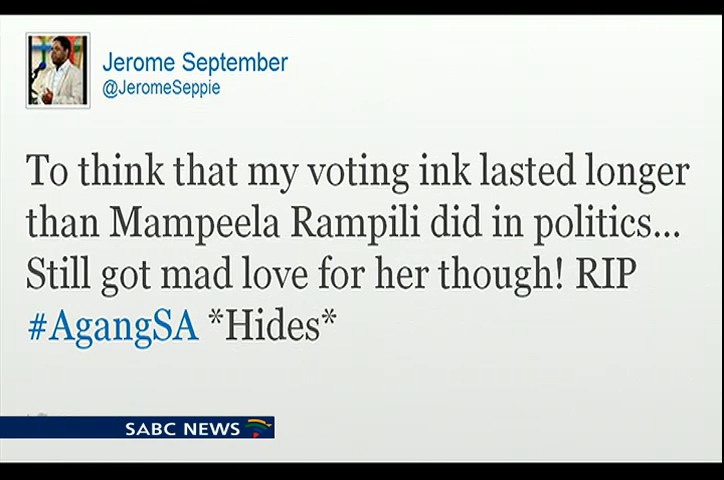 Jerome September
@JeromeSeppie
To think that my voting ink lasted longer
than Mampeela Rampili did in politics...
Still got mad love for her though! RIP
#AgangSA *Hides*
SABC NEWS